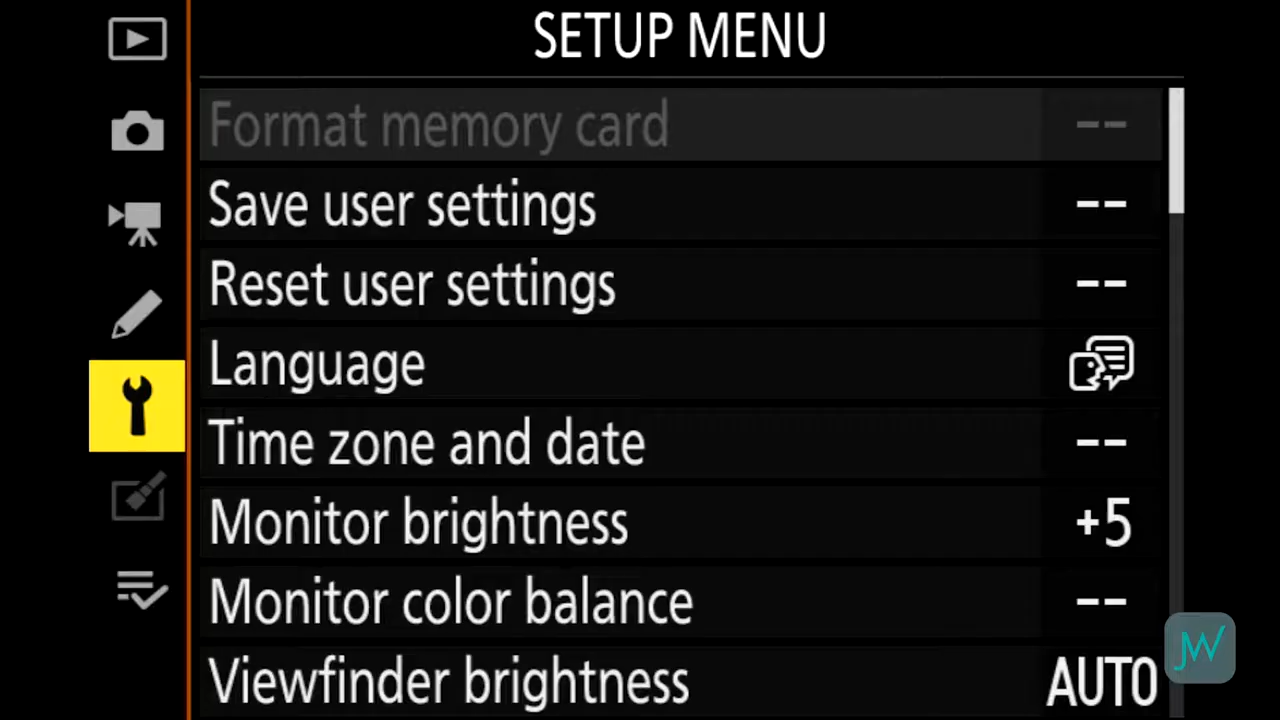 SETUP MENU
Format memory card --
Save user settings --
Reset user settings --
Language
Time zone and date --
Monitor brightness +5
Monitor color balance --
Viewfinder brightness AUTO
JW